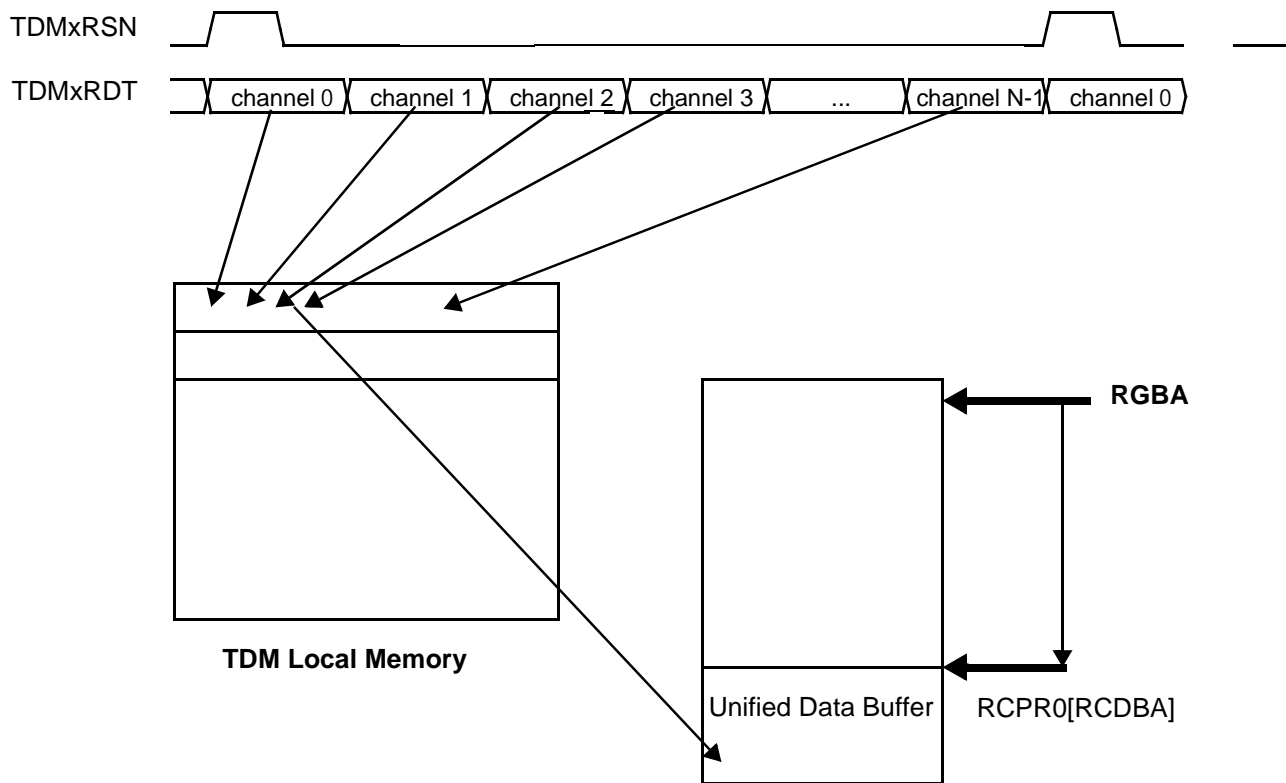 TDMxRSN
TDMxRDT
channel 0 channel 1 channel 2 channel 3 ... channel N-1 channel 0
RGBA
TDM Local Memory
Unified Data Buffer
RCPR0[RCDBA]